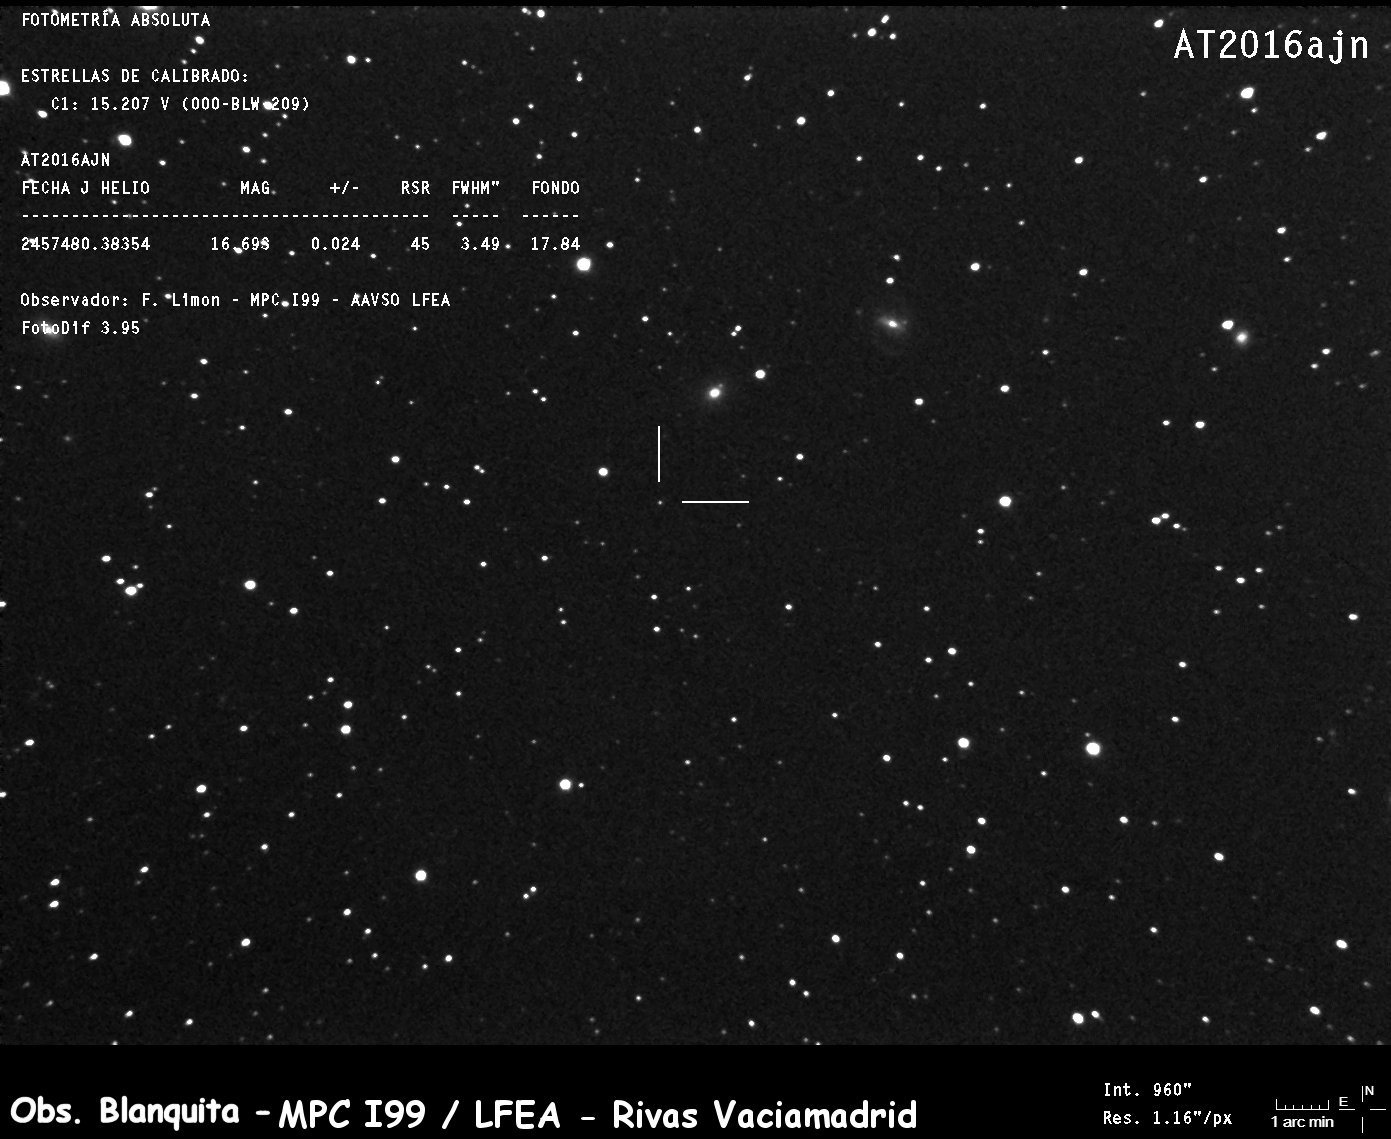 FOTOMETRÍA ABSOLUTA
AT2016ajn
ESTRELLAS DE CALIBRADO:
C1: 15.207 V (000-BLW-209)
AT2016AJN
FECHA J HELIO MAG +/- RSR FWHM" FONDO
----------------------------------------- ----- ------
2457480.38354 16.693 0.024 45 3.49 17.84
Observador: F. Limon - MPC I99 - AAVSO LFEA
FotoDif 3.95
Obs. Blanquita - MPC I99 / LFEA - Rivas Vaciamadrid
Int. 960"
Res. 1.16"/px
1 arc min
E
N